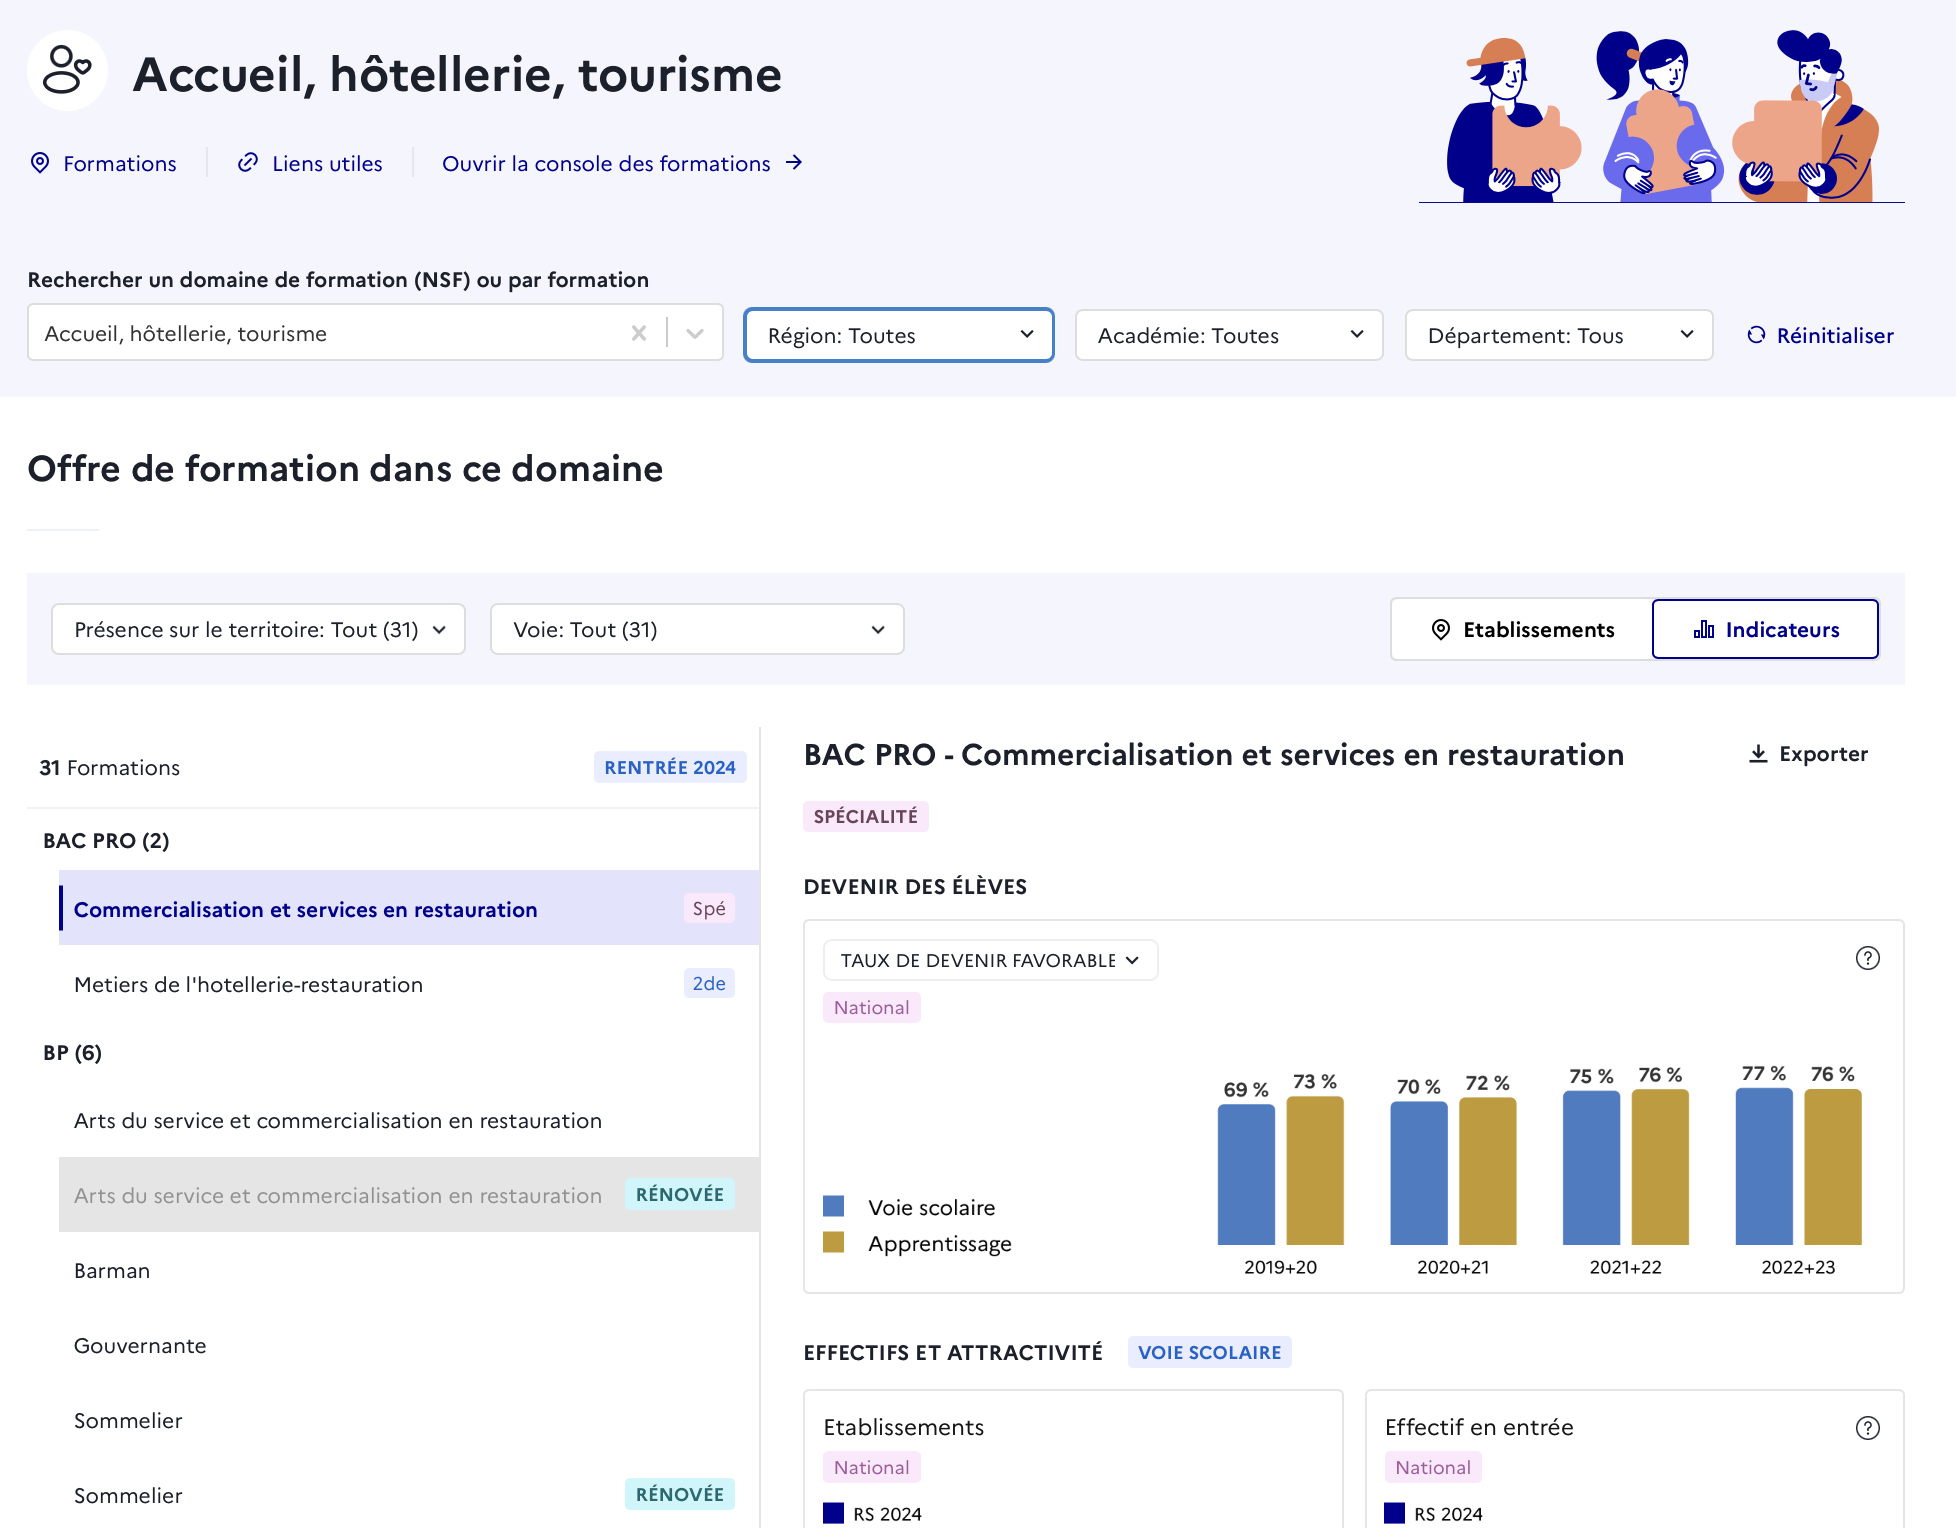 Accueil, hôtellerie, tourisme
Formations
Liens utiles
Ouvrir la console des formations
Rechercher un domaine de formation (NSF) ou par formation
Accueil, hôtellerie, tourisme
Région: Toutes
Académie: Toutes
Département: Tous
Réinitialiser
Offre de formation dans ce domaine
Présence sur le territoire: Tout (31)
Voie: Tout (31)
Etablissements
Indicateurs
31 Formations
RENTRÉE 2024
BAC PRO (2)
Commercialisation et services en restauration
Spé
Metiers de l'hotellerie-restauration
2de
BP (6)
Arts du service et commercialisation en restauration
Arts du service et commercialisation en restauration
RÉNOVÉE
Barman
Gouvernante
Sommelier
Sommelier
RÉNOVÉE
BAC PRO - Commercialisation et services en restauration
Exporter
SPÉCIALITÉ
DEVENIR DES ÉLÈVES
TAUX DE DEVENIR FAVORABLE
?
National
69 %
73 %
70 %
72 %
75 %
76 %
77 %
76 %
Voie scolaire
Apprentissage
2019+20
2020+21
2021+22
2022+23
EFFECTIFS ET ATTRACTIVITÉ
VOIE SCOLAIRE
Etablissements
National
RS 2024
Effectif en entrée
?
National
RS 2024